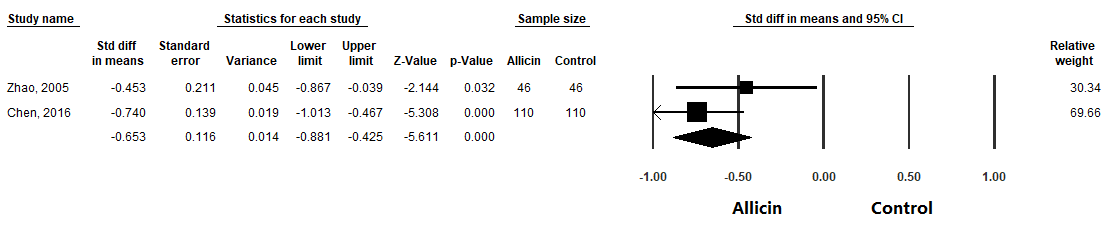 Study name Statistics for each study Sample size Std diff in means and 95% CI
Std diff in means Standard error Variance Lower limit Upper limit Z-Value p-Value Allicin Control Relative weight
Zhao, 2005 -0.453 0.211 0.045 -0.867 -0.039 -2.144 0.032 46 46 30.34
Chen, 2016 -0.740 0.139 0.019 -1.013 -0.467 -5.308 0.000 110 110 69.66
-0.653 0.116 0.014 -0.881 -0.425 -5.611 0.000
-1.00 -0.50 0.00 0.50 1.00
Allicin Control